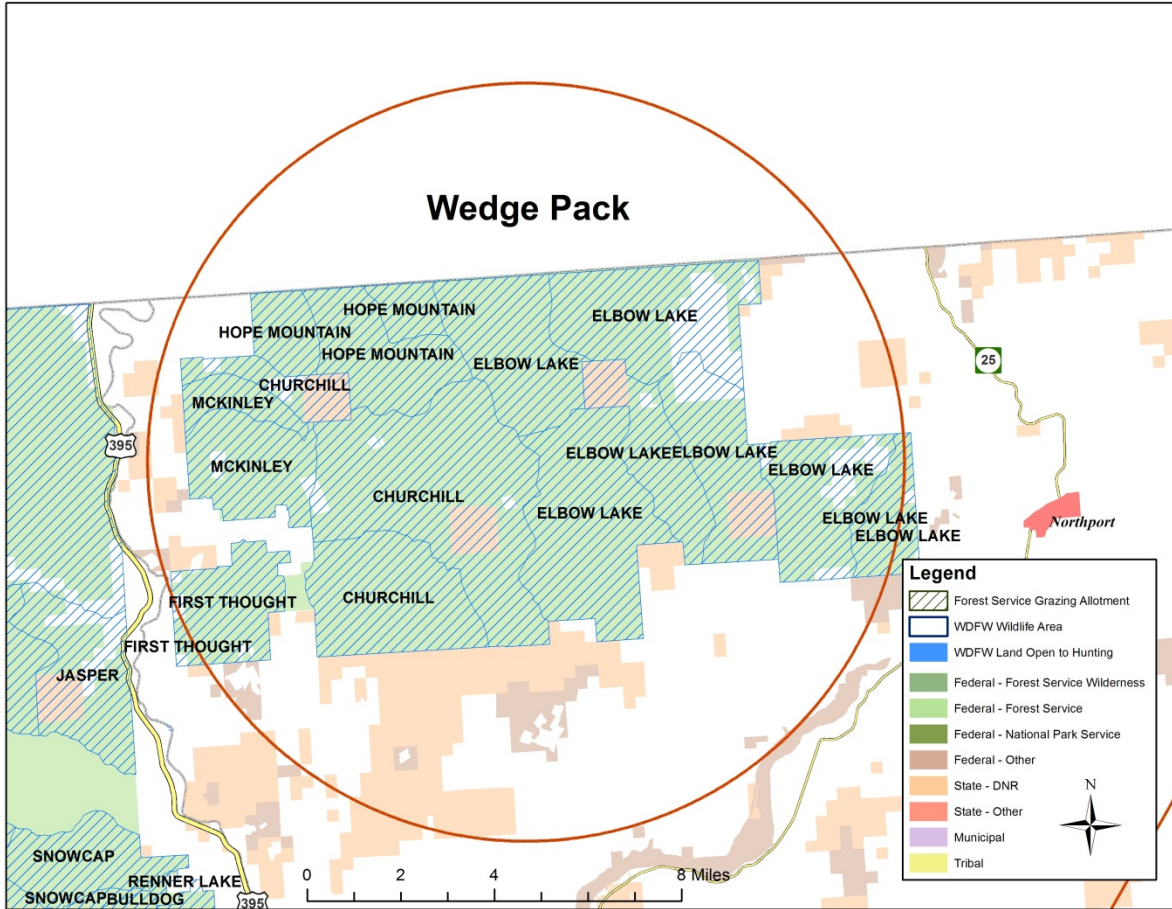 Wedge Pack
HOPE MOUNTAIN
ELBOW LAKE
HOPE MOUNTAIN
HOPE MOUNTAIN
25
ELBOW LAKE
CHURCHILL
MCKINLEY
395
ELBOW LAKE
ELBOW LAKE
MCKINLEY
ELBOW LAKE
CHURCHILL
ELBOW LAKE
ELBOW LAKE
Northport
ELBOW LAKE
CHURCHILL
FIRST THOUGHT
FIRST THOUGHT
JASPER
SNOWCAP
RENNER LAKE
SNOWCAP
BULLDOG
395
0 2 4 8 Miles
Legend
Forest Service Grazing Allotment
WDFW Wildlife Area
WDFW Land Open to Hunting
Federal - Forest Service Wilderness
Federal - Forest Service
Federal - National Park Service
Federal - Other
State - DNR
State - Other
Municipal
Tribal
N